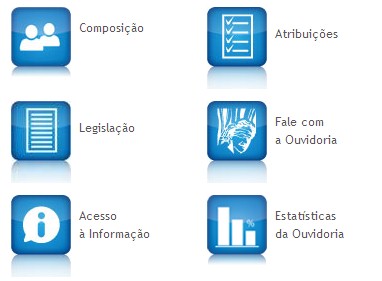 Composição
Atribuições
Legislação
Fale com
a Ouvidoria
Acesso
à Informação
%
Estatísticas
da Ouvidoria